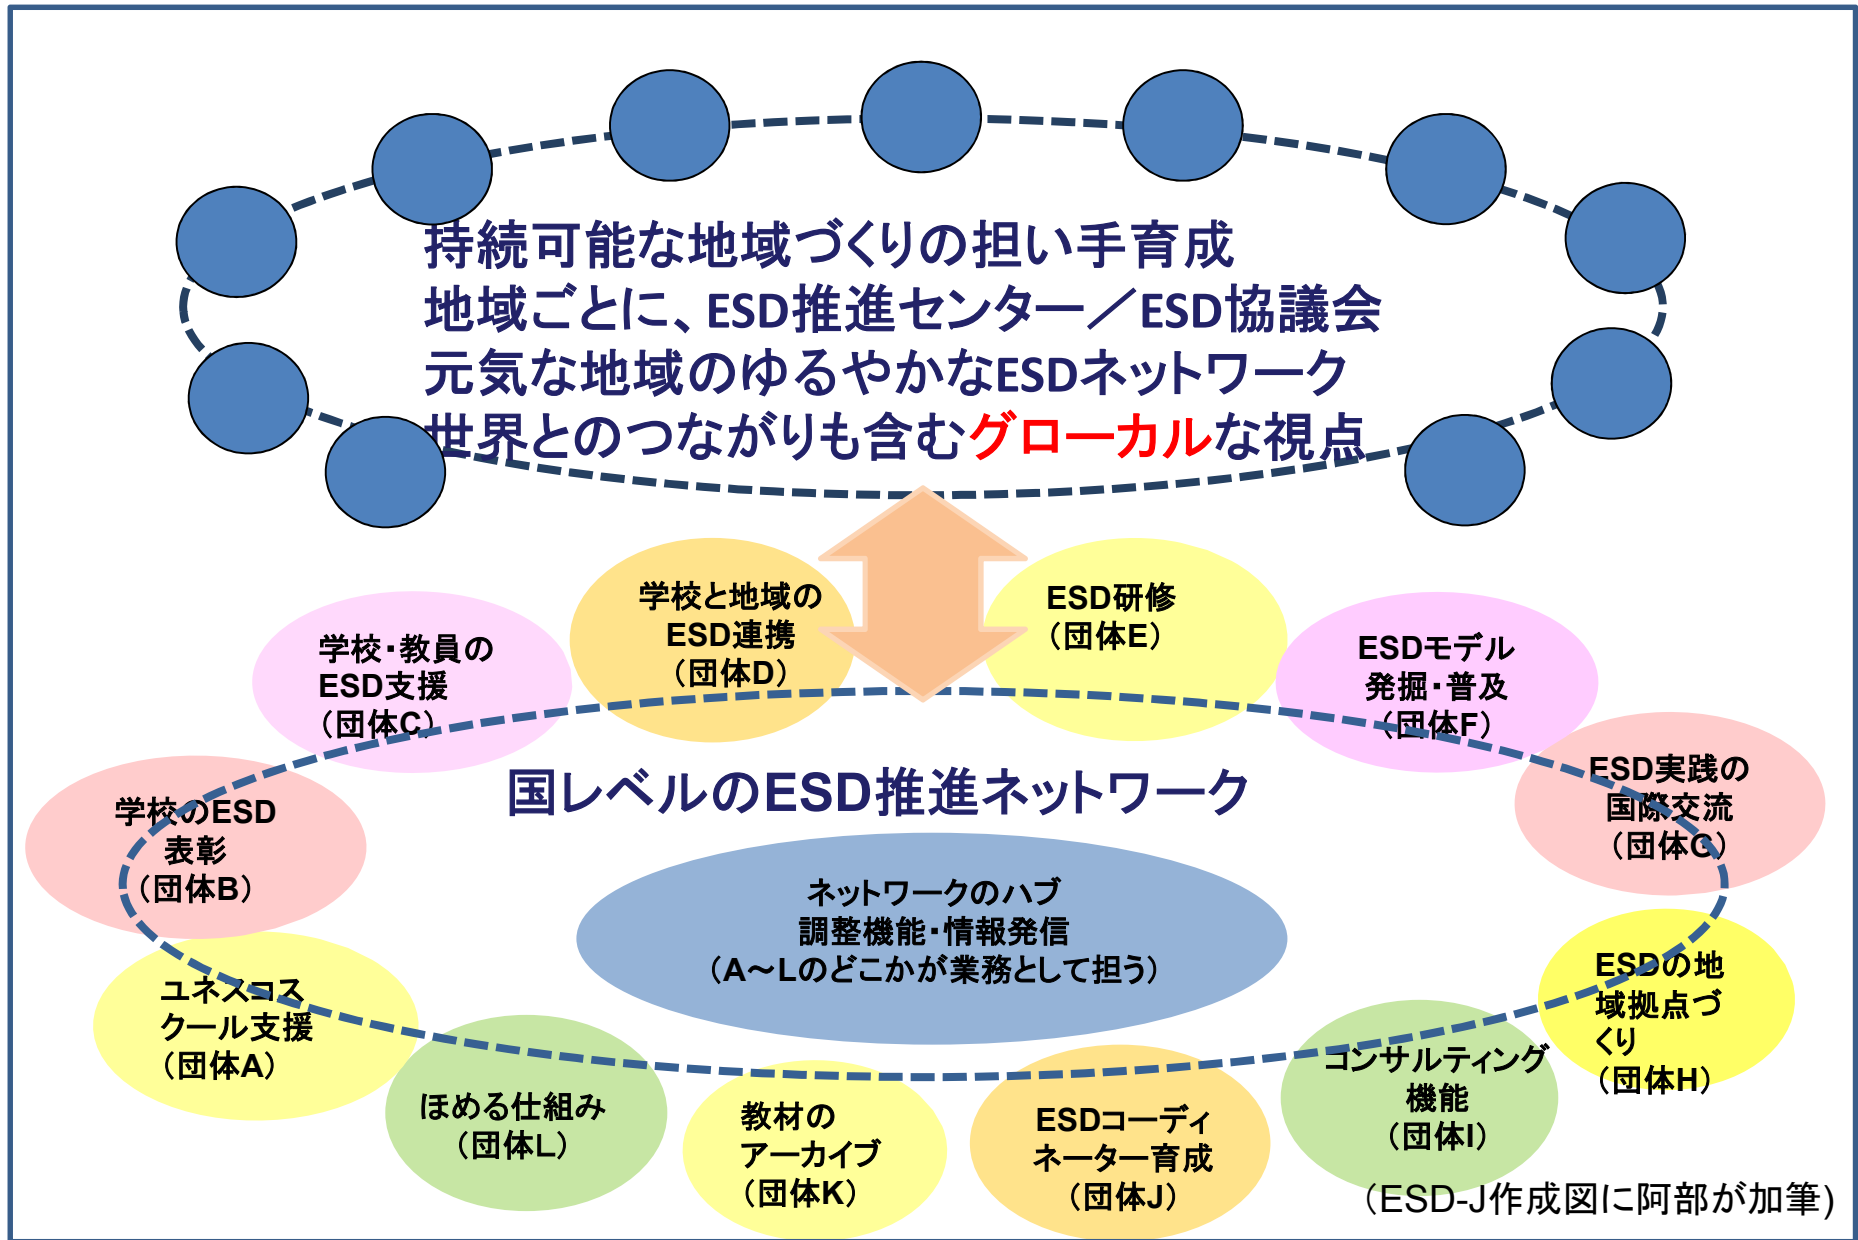 持続可能な地域づくりの担い手育成
地域ごとに、ESD推進センター／ESD協議会
元気な地域のゆるやかなESDネットワーク
世界とのつながりも含むグローカルな視点
学校と地域の
ESD連携
（団体D）
ESD研修
（団体E）
学校・教員の
ESD支援
（団体C）
ESDモデル
発掘・普及
（団体F）
国レベルのESD推進ネットワーク
学校のESD
表彰
（団体B）
ESD実践の
国際交流
（団体G）
ネットワークのハブ
調整機能・情報発信
（A～Lのどこかが業務として担う）
ユネスコス
クール支援
（団体A）
ESDの地
域拠点づ
くり
（団体H）
ほめる仕組み
（団体L）
教材の
アーカイブ
（団体K）
ESDコーディ
ネーター育成
（団体J）
コンサルティング
機能
（団体I）
（ESD-J作成図に阿部が加筆)